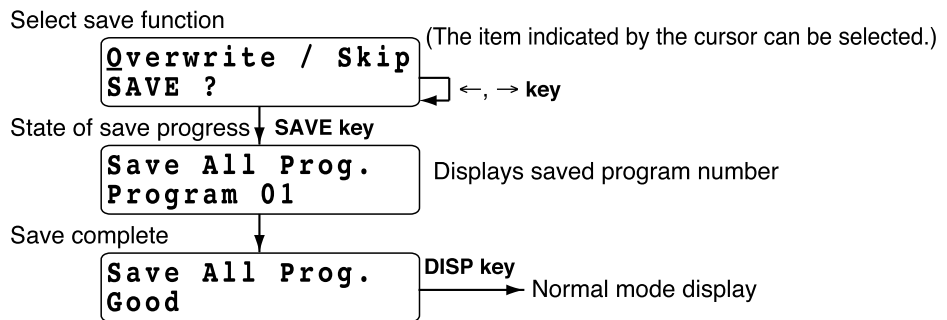 Select save function
Overwrite / Skip
SAVE ?
(The item indicated by the cursor can be selected.)
←, → key
State of save progress
SAVE key
Save All Prog.
Program 01
Displays saved program number
Save complete
Save All Prog.
Good
DISP key
Normal mode display